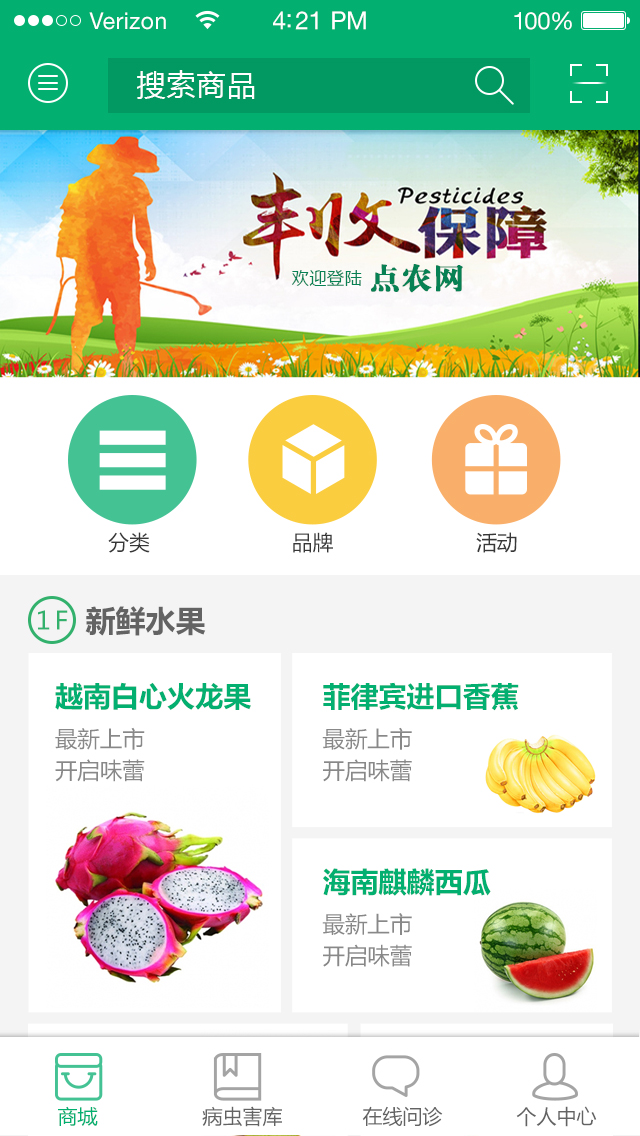 Verizon 4:21 PM 100%
搜索商品
Pesticides
丰收保障
欢迎登陆 点农网
分类 品牌 活动
1F 新鲜水果
越南白心火龙果
最新上市
开启味蕾
菲律宾进口香蕉
最新上市
开启味蕾
海南麒麟西瓜
最新上市
开启味蕾
商城 病虫害库 在线问诊 个人中心